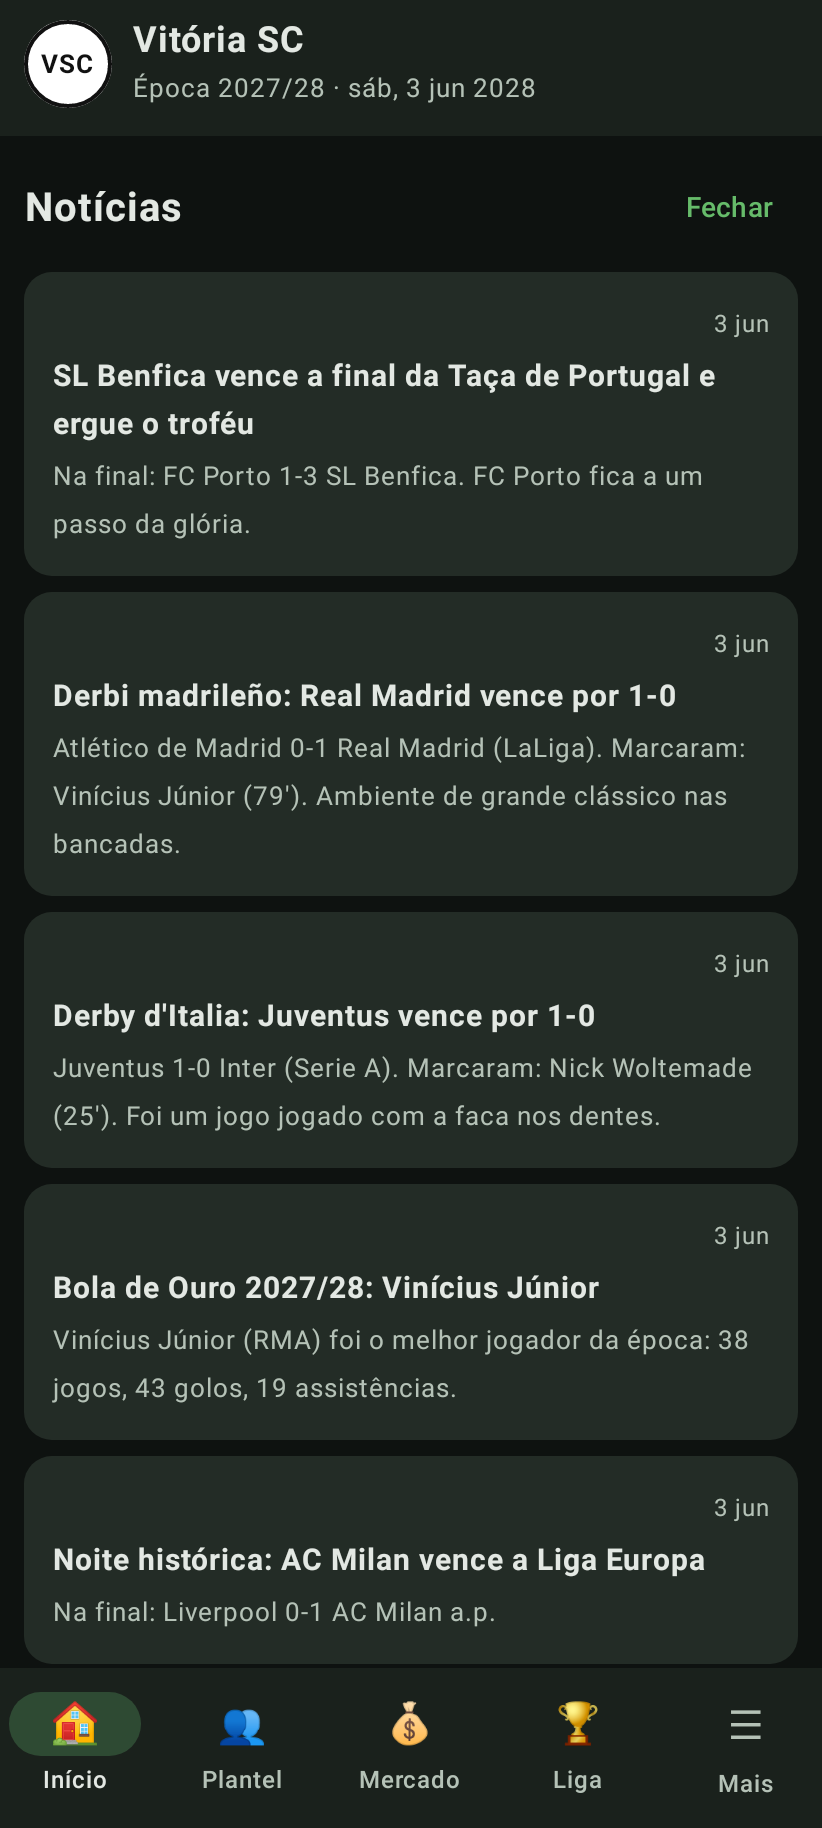 VSC
Vitória SC
Época 2027/28 · sáb, 3 jun 2028
Notícias
Fechar
3 jun
SL Benfica vence a final da Taça de Portugal e
ergue o troféu
Na final: FC Porto 1-3 SL Benfica. FC Porto fica a um
passo da glória.
3 jun
Derbi madrileño: Real Madrid vence por 1-0
Atlético de Madrid 0-1 Real Madrid (LaLiga). Marcaram:
Vinícius Júnior (79'). Ambiente de grande clássico nas
bancadas.
3 jun
Derby d'Italia: Juventus vence por 1-0
Juventus 1-0 Inter (Serie A). Marcaram: Nick Woltemade
(25'). Foi um jogo jogado com a faca nos dentes.
3 jun
Bola de Ouro 2027/28: Vinícius Júnior
Vinícius Júnior (RMA) foi o melhor jogador da época: 38
jogos, 43 golos, 19 assistências.
3 jun
Noite histórica: AC Milan vence a Liga Europa
Na final: Liverpool 0-1 AC Milan a.p.
Início
Plantel
Mercado
Liga
Mais